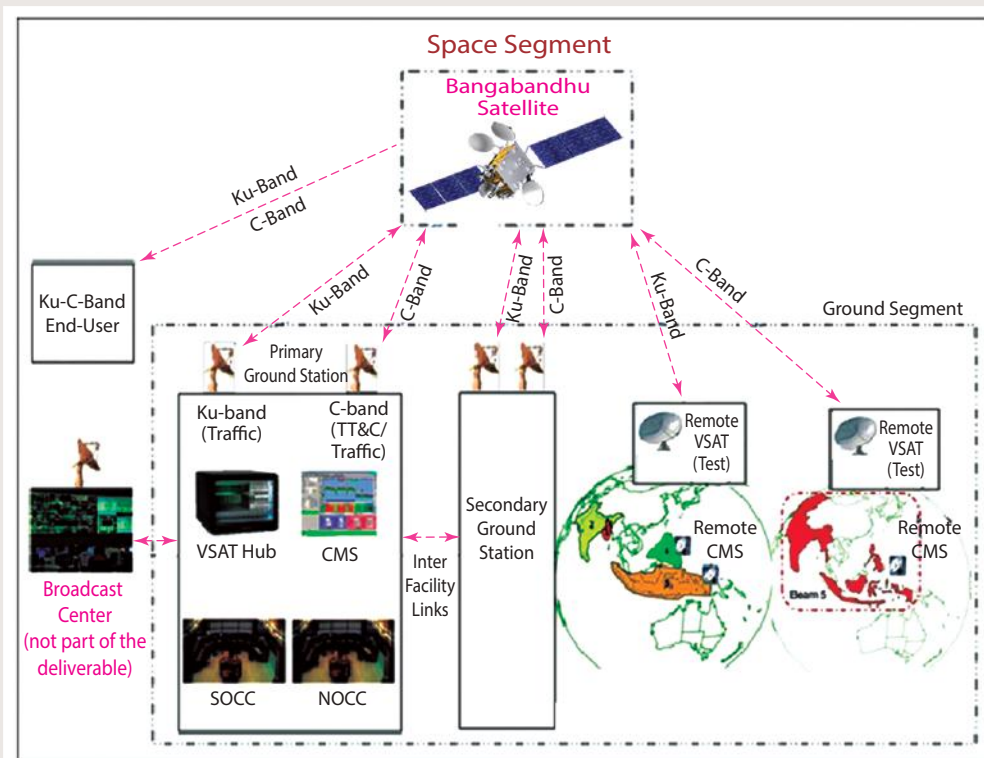 Space Segment
Bangabandhu
Satellite
Ku-Band
C-Band
Ku-C-Band
End-User
Ku-Band
C-Band
Ku-Band
C-Band
Ku-Band
C-Band
Ground Segment
Primary
Ground Station
Ku-band
(Traffic)
C-band
(TT&C/
Traffic)
VSAT Hub
CMS
SOCC
NOCC
Broadcast
Center
(not part of the
deliverable)
Inter
Facility
Links
Secondary
Ground
Station
Remote
VSAT
(Test)
Remote
CMS
Remote
VSAT
(Test)
Remote
CMS
Beam 5